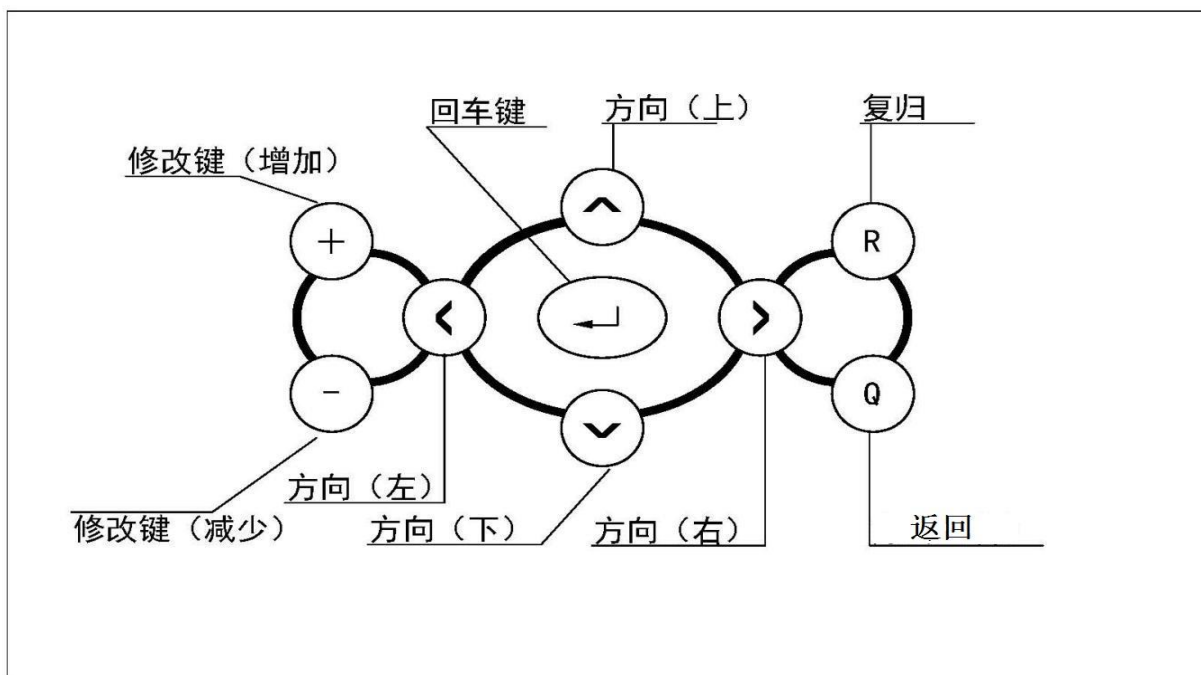 回车键
方向（上）
复归
修改键（增加）
+
R
<
>
^
-
Q
方向（左）
修改键（减少）
方向（下）
方向（右）
返回